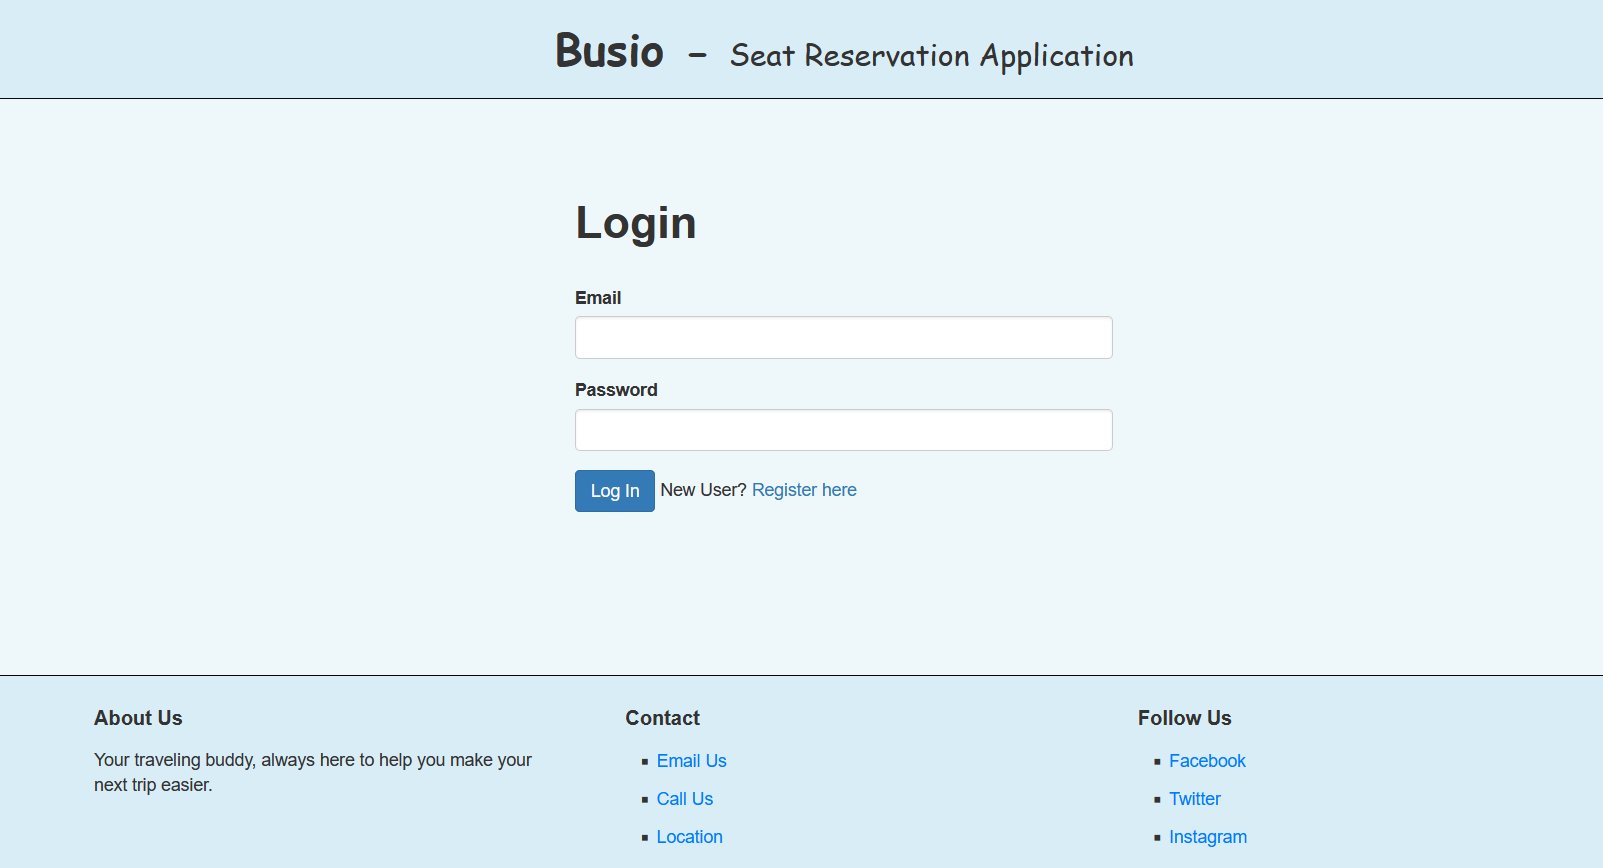 Busio - Seat Reservation Application
Login
Email
Password
Log In New User? Register here
About Us
Your traveling buddy, always here to help you make your
next trip easier.
Contact
Email Us
Call Us
Location
Follow Us
Facebook
Twitter
Instagram